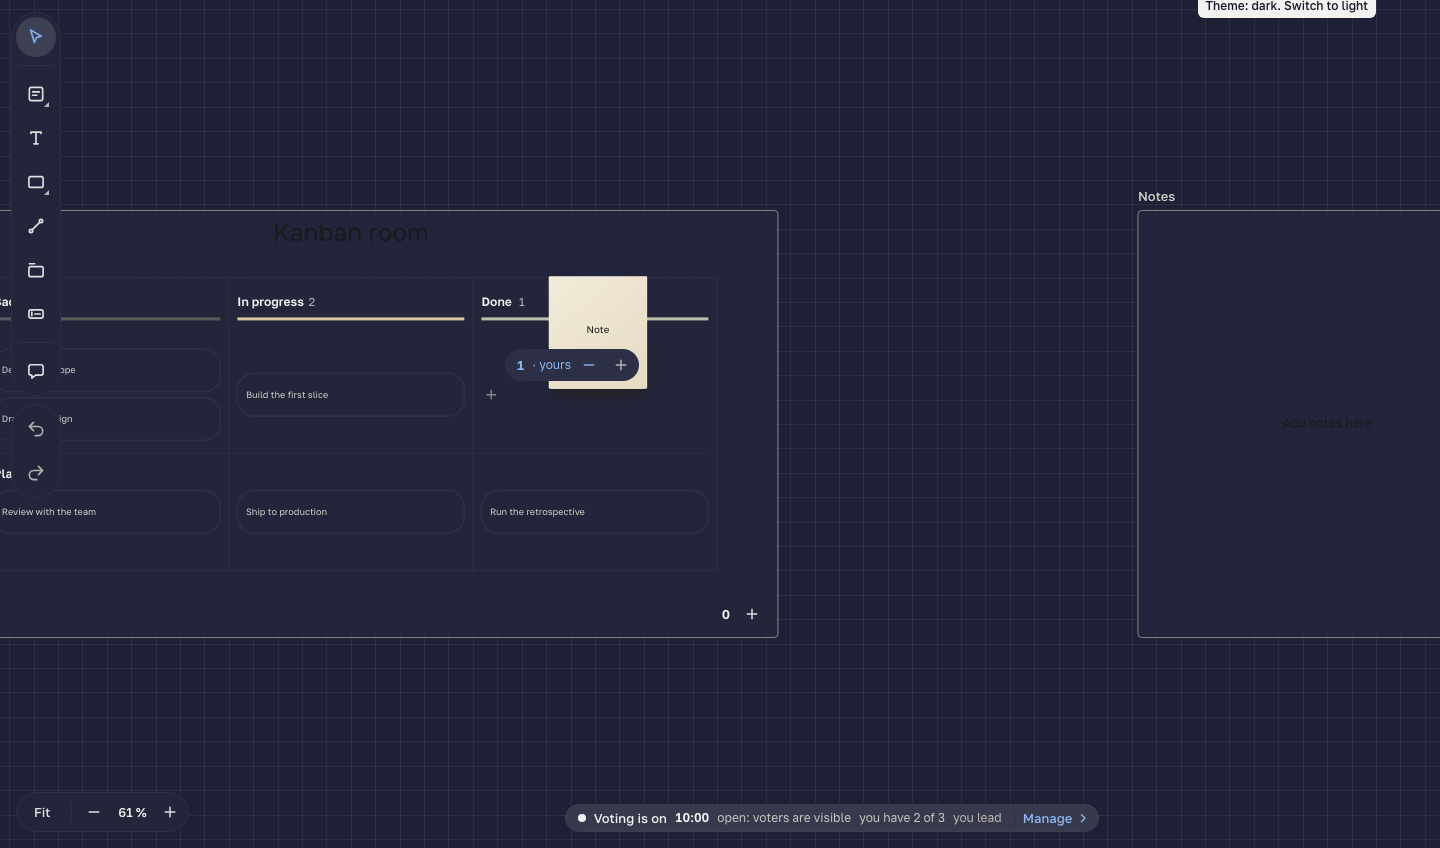 Theme: dark. Switch to light
Notes
Kanban room
In progress 2
Done 1
Note
1 · yours
Build the first slice
Add notes here
Review with the team
Ship to production
Run the retrospective
0
Fit
61 %
Voting is on 10:00 open: voters are visible you have 2 of 3 you lead Manage